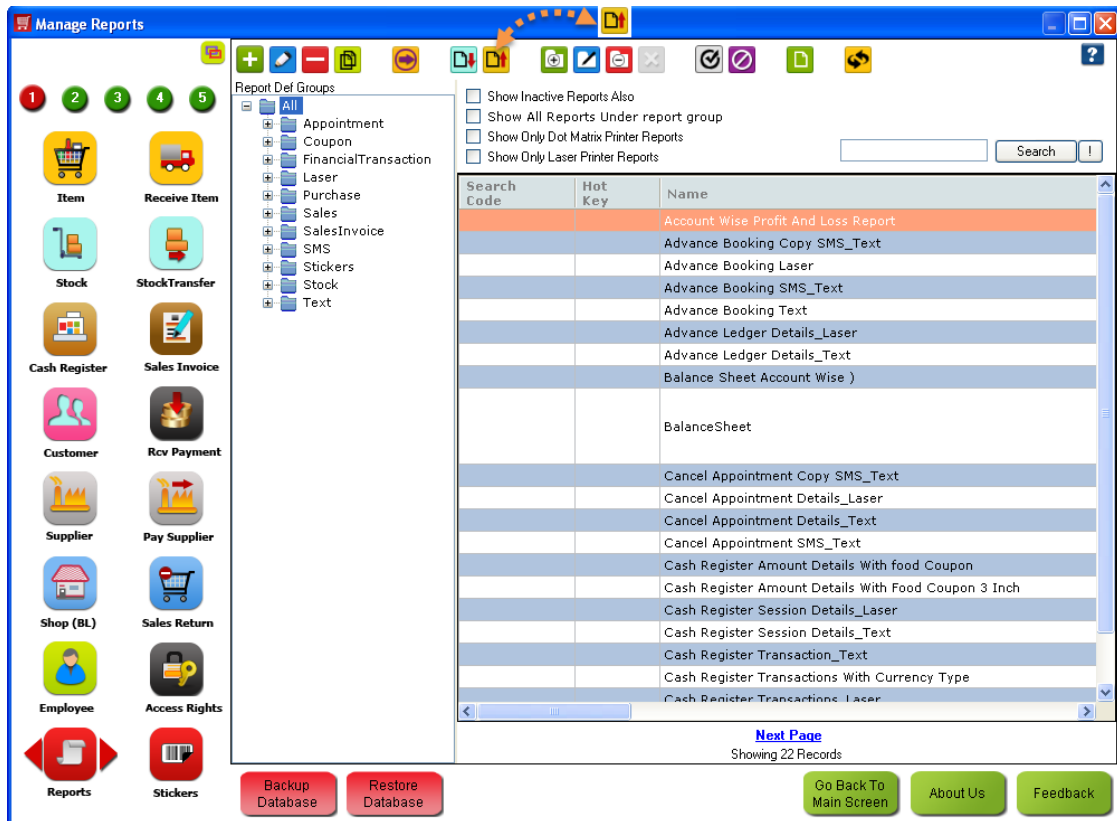 Manage Reports
?
1 2 3 4 5
Item
Receive Item
Stock
StockTransfer
Cash Register
Sales Invoice
Customer
Rcv Payment
Supplier
Pay Supplier
Shop (BL)
Sales Return
Employee
Access Rights
Reports
Stickers
Report Def Groups
All
Appointment
Coupon
FinancialTransaction
Laser
Purchase
Sales
SalesInvoice
SMS
Stickers
Stock
Text
Show Inactive Reports Also
Show All Reports Under report group
Show Only Dot Matrix Printer Reports
Show Only Laser Printer Reports
Search !
Search Code Hot Key Name
Account Wise Profit And Loss Report
Advance Booking Copy SMS_Text
Advance Booking Laser
Advance Booking SMS_Text
Advance Booking Text
Advance Ledger Details_Laser
Advance Ledger Details_Text
Balance Sheet Account Wise )
BalanceSheet
Cancel Appointment Copy SMS_Text
Cancel Appointment Details_Laser
Cancel Appointment Details_Text
Cancel Appointment SMS_Text
Cash Register Amount Details With food Coupon
Cash Register Amount Details With Food Coupon 3 Inch
Cash Register Session Details_Laser
Cash Register Session Details_Text
Cash Register Transaction_Text
Cash Register Transactions With Currency Type
Cash Register Transactions_Laser
Next Page
Showing 22 Records
Backup Database
Restore Database
Go Back To Main Screen
About Us
Feedback